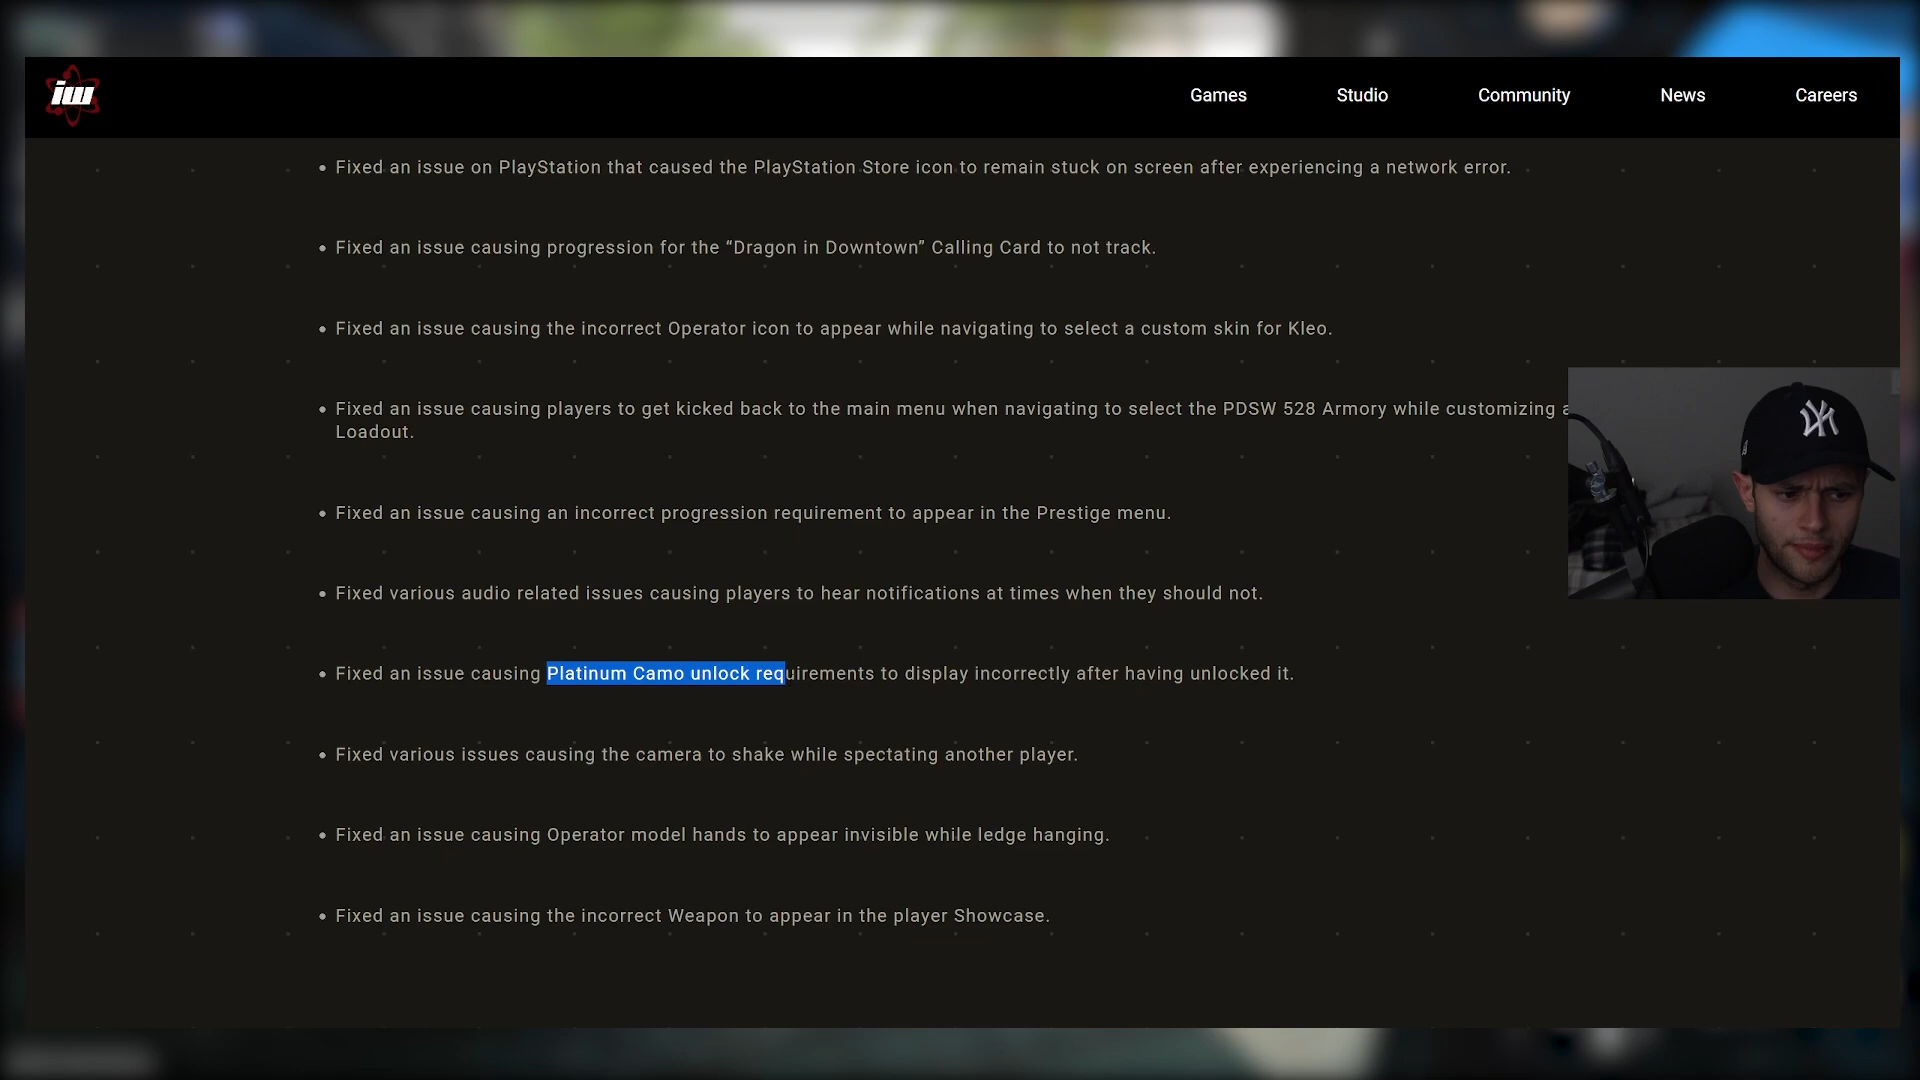 iw
Games
Studio
Community
News
Careers
• Fixed an issue on PlayStation that caused the PlayStation Store icon to remain stuck on screen after experiencing a network error.
• Fixed an issue causing progression for the “Dragon in Downtown” Calling Card to not track.
• Fixed an issue causing the incorrect Operator icon to appear while navigating to select a custom skin for Kleo.
• Fixed an issue causing players to get kicked back to the main menu when navigating to select the PDSW 528 Armory while customizing a
Loadout.
• Fixed an issue causing an incorrect progression requirement to appear in the Prestige menu.
• Fixed various audio related issues causing players to hear notifications at times when they should not.
• Fixed an issue causing Platinum Camo unlock requirements to display incorrectly after having unlocked it.
• Fixed various issues causing the camera to shake while spectating another player.
• Fixed an issue causing Operator model hands to appear invisible while ledge hanging.
• Fixed an issue causing the incorrect Weapon to appear in the player Showcase.
NY